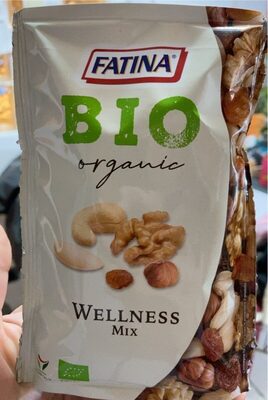 FATINA
BIO
organic
WELLNESS
MIX